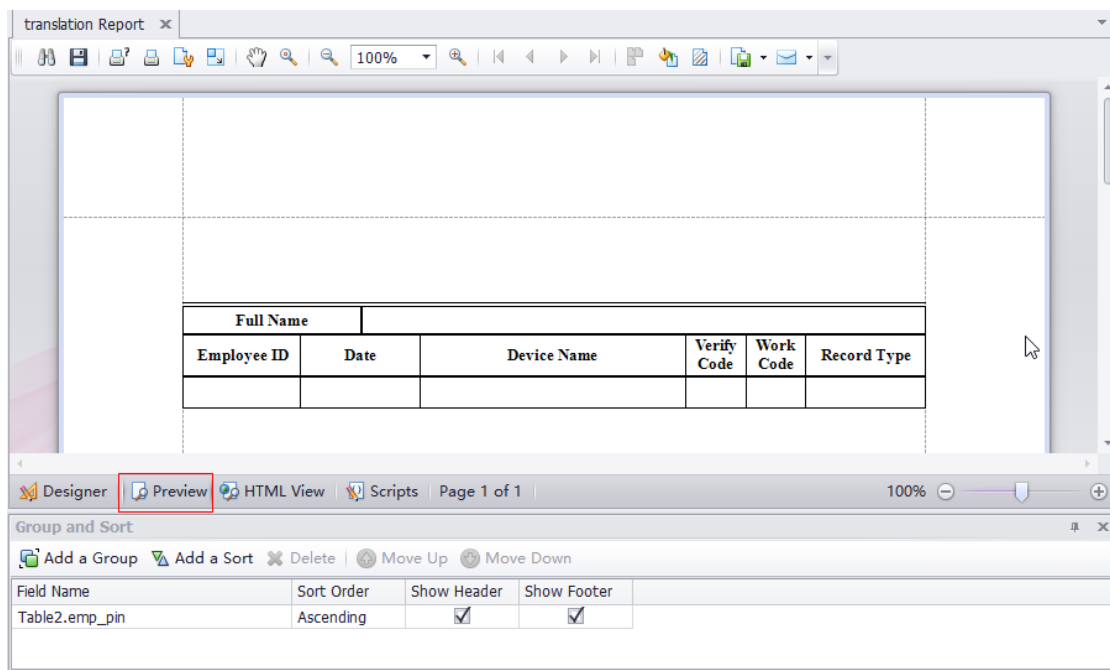 translation Report
100%
Full Name
Employee ID Date Device Name Verify Code Work Code Record Type
Designer Preview HTML View Scripts Page 1 of 1 100%
Group and Sort
Add a Group Add a Sort Delete Move Up Move Down
Field Name Sort Order Show Header Show Footer
Table2.emp_pin Ascending